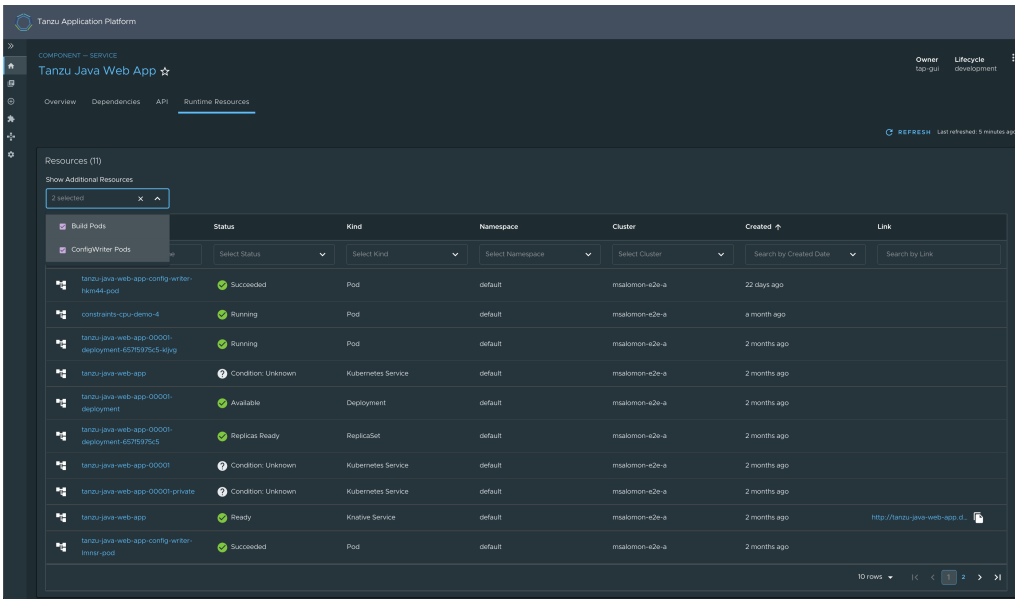 Tanzu Application Platform
COMPONENT — SERVICE
Tanzu Java Web App
Owner
tap-gui
Lifecycle
development
Overview Dependencies API Runtime Resources
REFRESH Last refreshed: 5 minutes ago
Resources (11)
Show Additional Resources
2 selected
Build Pods
ConfigWriter Pods
Status Kind Namespace Cluster Created Link
Select Status Select Kind Select Namespace Select Cluster Search by Created Date Search by Link
tanzu-java-web-app-config-writer-
hkm44-pod
Succeeded Pod default msalomon-e2e-a 22 days ago
constraints-cpu-demo-4 Running Pod default msalomon-e2e-a a month ago
tanzu-java-web-app-00001-
deployment-657f5975c5-kljvg
Running Pod default msalomon-e2e-a 2 months ago
tanzu-java-web-app Condition: Unknown Kubernetes Service default msalomon-e2e-a 2 months ago
tanzu-java-web-app-00001-
deployment
Available Deployment default msalomon-e2e-a 2 months ago
tanzu-java-web-app-00001-
deployment-657f5975c5
Replicas Ready ReplicaSet default msalomon-e2e-a 2 months ago
tanzu-java-web-app-00001 Condition: Unknown Kubernetes Service default msalomon-e2e-a 2 months ago
tanzu-java-web-app-00001-private Condition: Unknown Kubernetes Service default msalomon-e2e-a 2 months ago
tanzu-java-web-app Ready Knative Service default msalomon-e2e-a 2 months ago http://tanzu-java-web-app.d...
tanzu-java-web-app-config-writer-
lmnsr-pod
Succeeded Pod default msalomon-e2e-a 2 months ago
10 rows 1 2